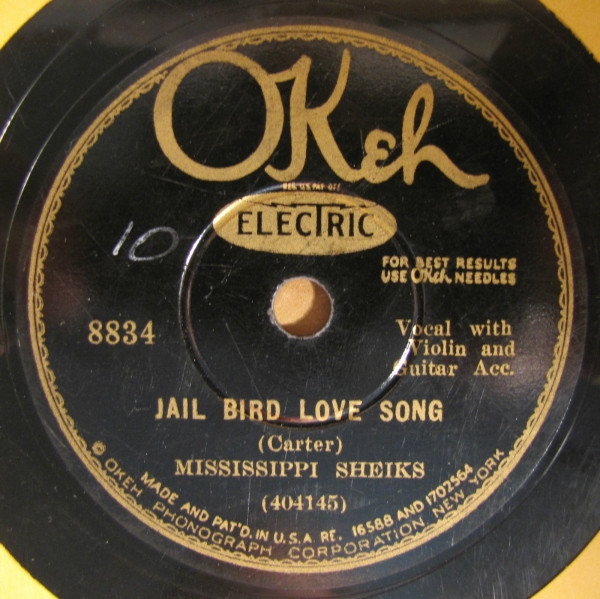 OKeh
REG. U.S. PAT. OFF.
ELECTRIC
10
FOR BEST RESULTS
USE OKeh NEEDLES
8834
Vocal with
Violin and
Guitar Acc.
JAIL BIRD LOVE SONG
(Carter)
MISSISSIPPI SHEIKS
(404145)
MADE AND PAT'D. IN U.S.A. RE. 16588 AND 1702564
© OKEH PHONOGRAPH CORPORATION NEW YORK